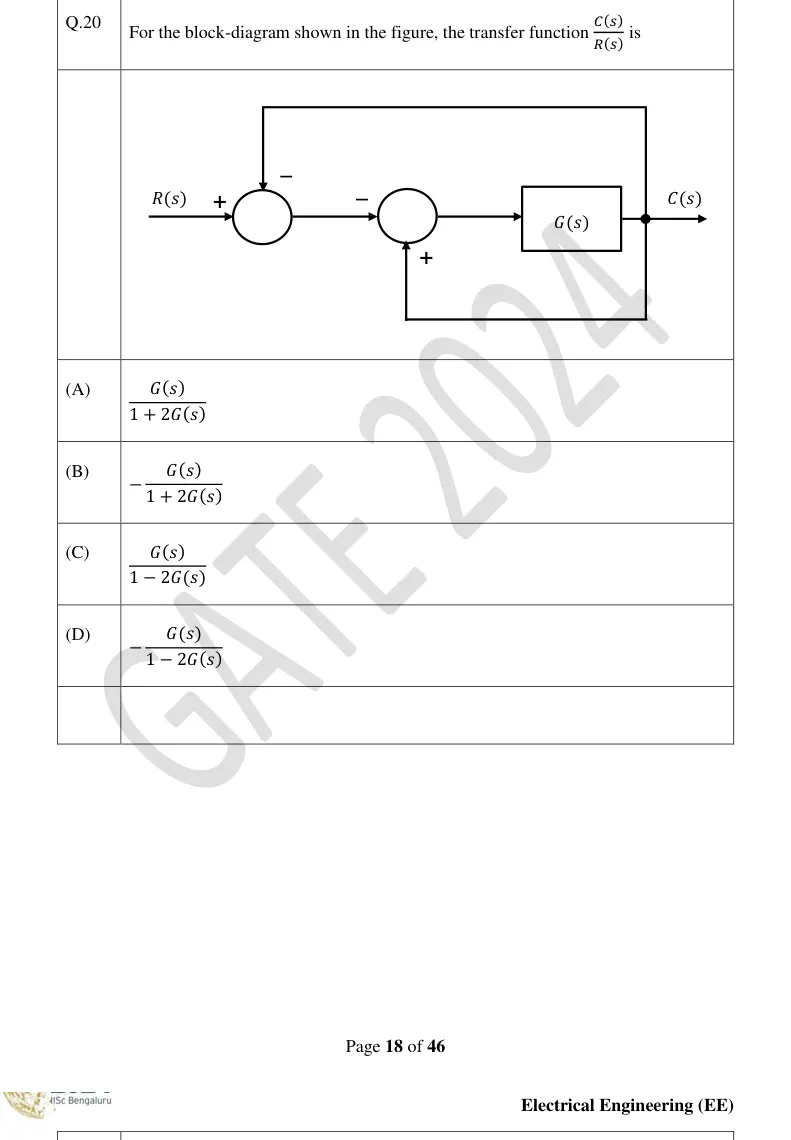 Q.20 For the block-diagram shown in the figure, the transfer function C(s)/R(s) is
−
R(s) + − C(s)
G(s)
+
(A) G(s)/(1 + 2G(s))
(B) −G(s)/(1 + 2G(s))
(C) G(s)/(1 − 2G(s))
(D) −G(s)/(1 − 2G(s))
GATE 2024
Page 18 of 46
IISc Bengaluru
Electrical Engineering (EE)